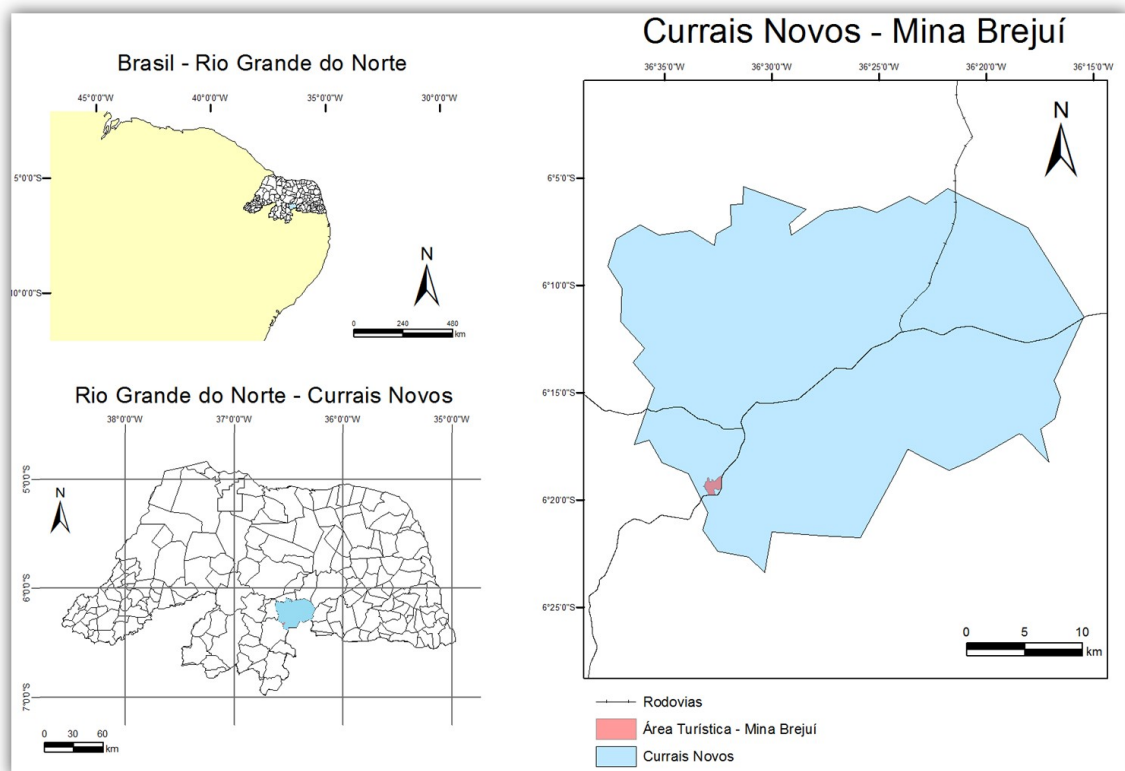 Brasil - Rio Grande do Norte
45°0'0"W 40°0'0"W 35°0'0"W 30°0'0"W
5°0'0"S
10°0'0"S
N
0 240 480
km
Rio Grande do Norte - Currais Novos
38°0'0"W 37°0'0"W 36°0'0"W 35°0'0"W
5°0'0"S
6°0'0"S
7°0'0"S
N
0 30 60
km
Currais Novos - Mina Brejuí
36°35'0"W 36°30'0"W 36°25'0"W 36°20'0"W 36°15'0"W
N
6°5'0"S
6°10'0"S
6°15'0"S
6°20'0"S
6°25'0"S
0 5 10
km
Rodovias
Área Turística - Mina Brejuí
Currais Novos